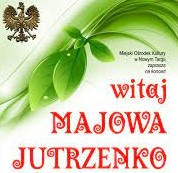 Miejski Ośrodek Kultury
w Nowym Targu
zaprasza
na koncert
witaj
MAJOWA
JUTRZENKO